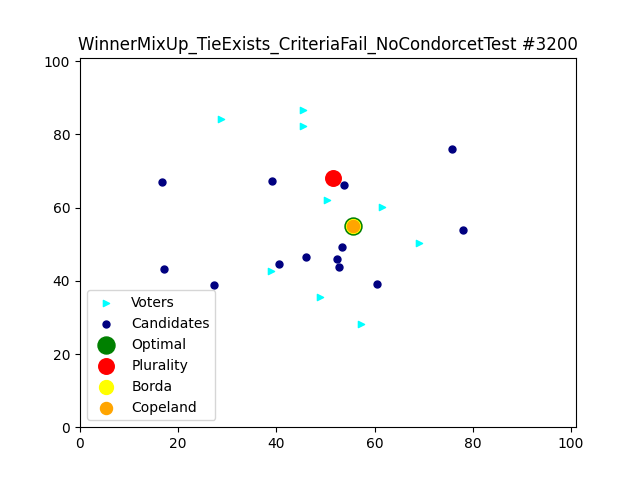 WinnerMixUp_TieExists_CriteriaFail_NoCondorcetTest #3200
100
80
60
40
20
0
Voters
Candidates
Optimal
Plurality
Borda
Copeland
0 20 40 60 80 100